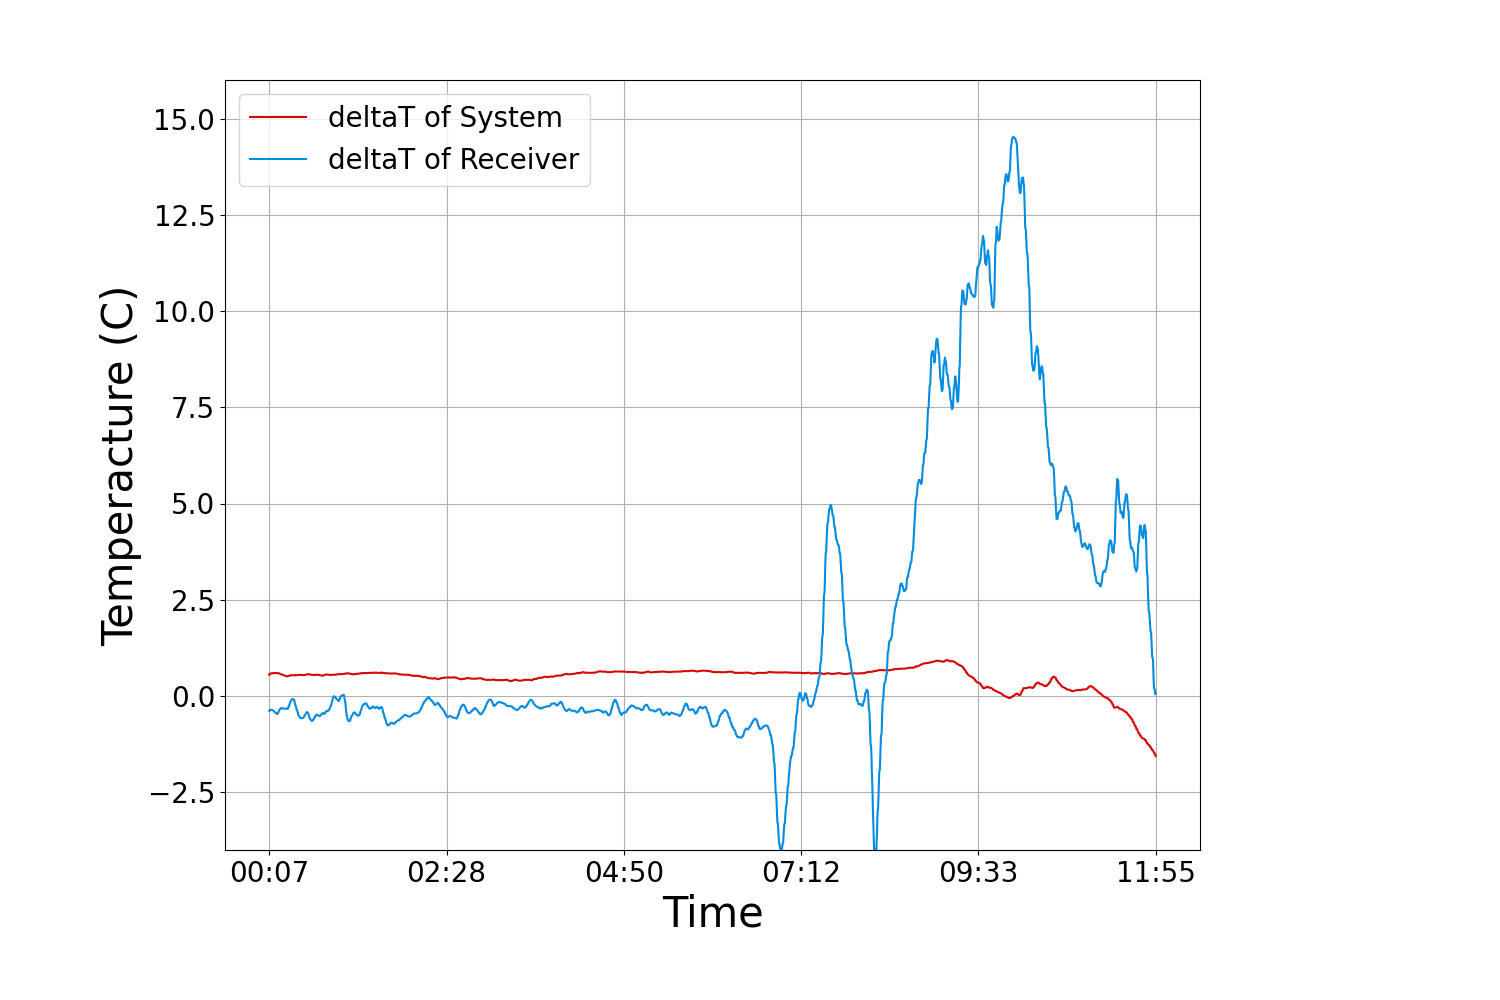 deltaT of System
deltaT of Receiver
15.0
12.5
10.0
7.5
5.0
2.5
0.0
−2.5
Temperacture (C)
00:07 02:28 04:50 07:12 09:33 11:55
Time